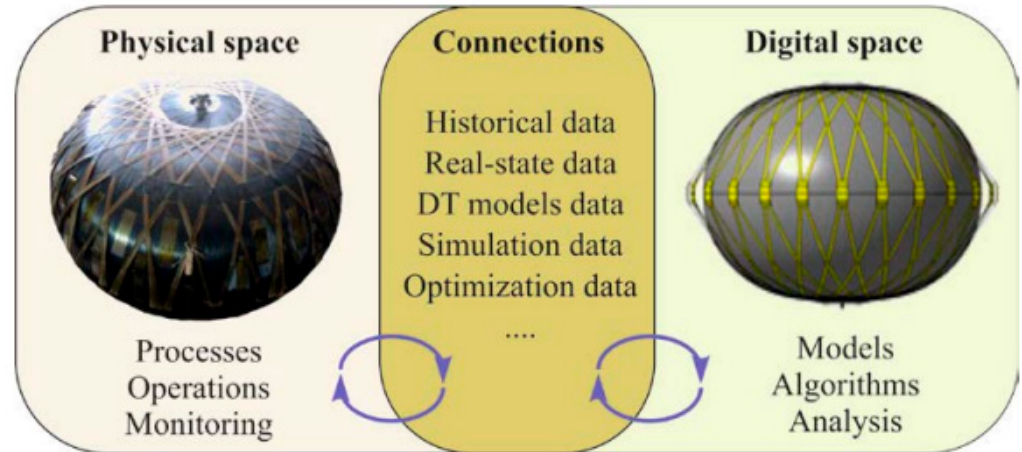 Physical space
Processes
Operations
Monitoring
Connections
Historical data
Real-state data
DT models data
Simulation data
Optimization data
....
Digital space
Models
Algorithms
Analysis